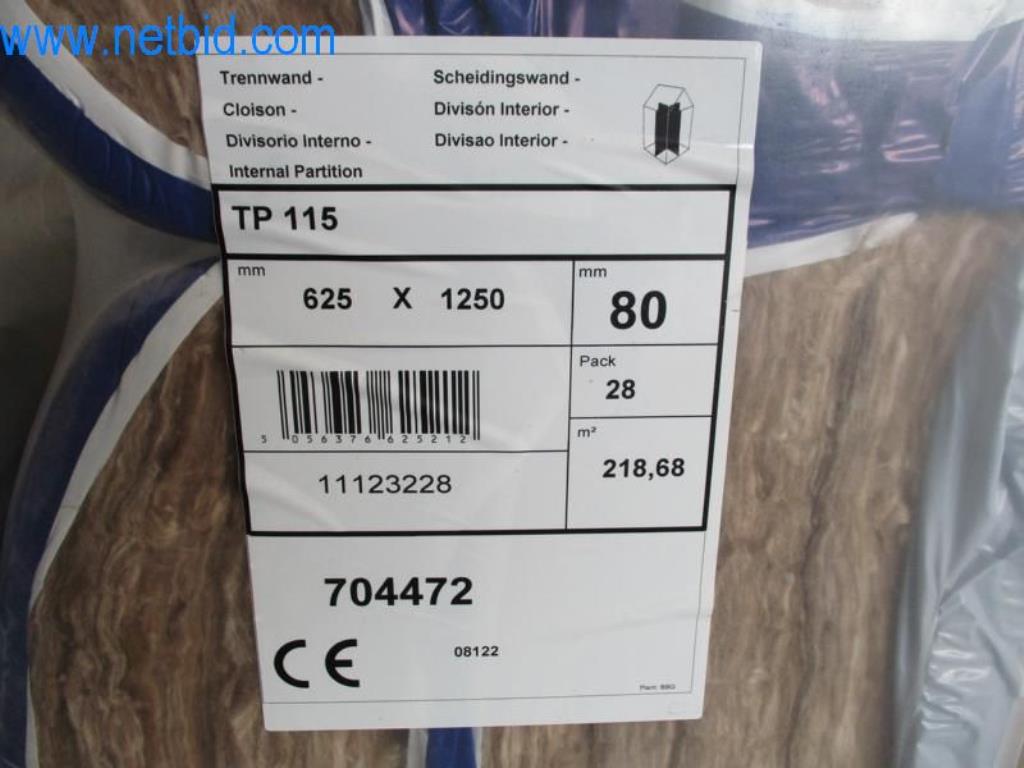 www.netbid.com
Trennwand - Scheidingswand -
Cloison - Divisón Interior -
Divisorio Interno - Divisao Interior -
Internal Partition
TP 115
mm
625 X 1250
mm
80
Pack
28
5 056376 625212
m²
218,68
11123228
704472
CE
08122